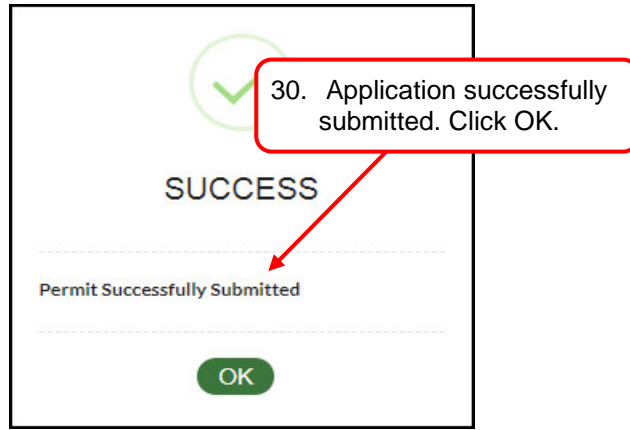 30. Application successfully
submitted. Click OK.
SUCCESS
Permit Successfully Submitted
OK